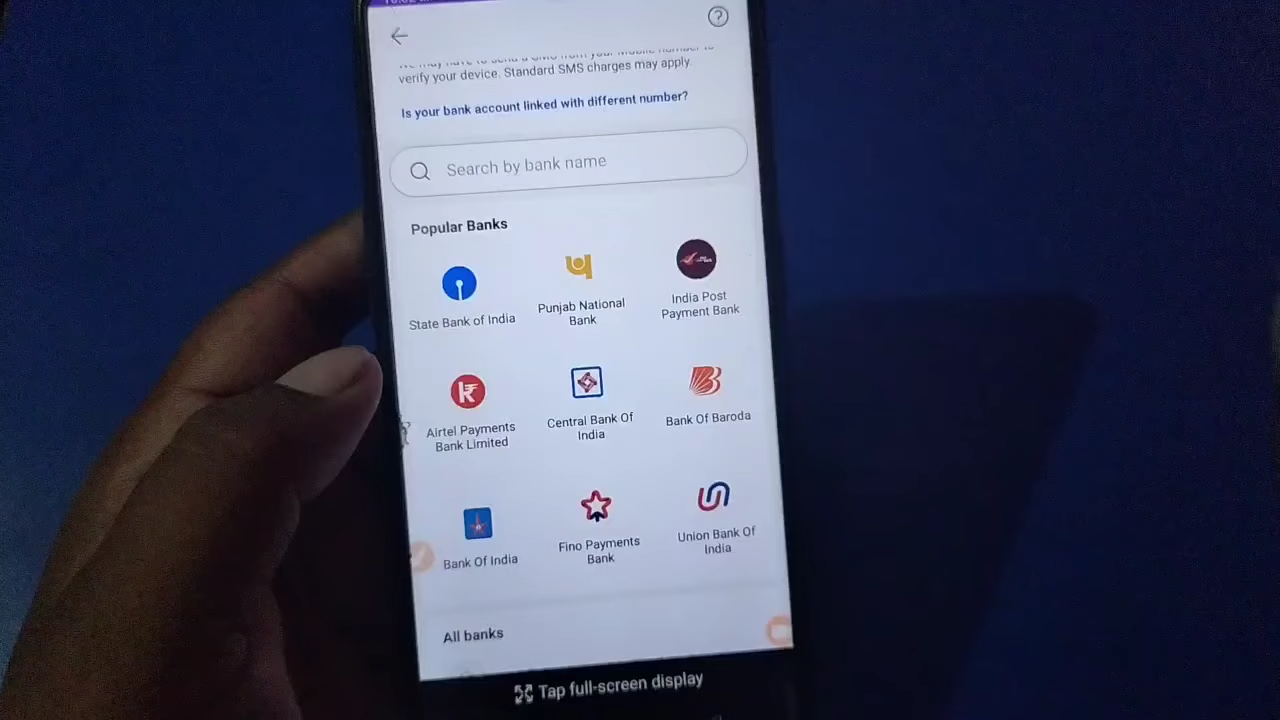 verify your device. Standard SMS charges may apply.
Is your bank account linked with different number?
Search by bank name
Popular Banks
State Bank of India
Punjab National
Bank
India Post
Payment Bank
Airtel Payments
Bank Limited
Central Bank Of
India
Bank Of Baroda
Bank Of India
Fino Payments
Bank
Union Bank Of
India
All banks
Tap full-screen display